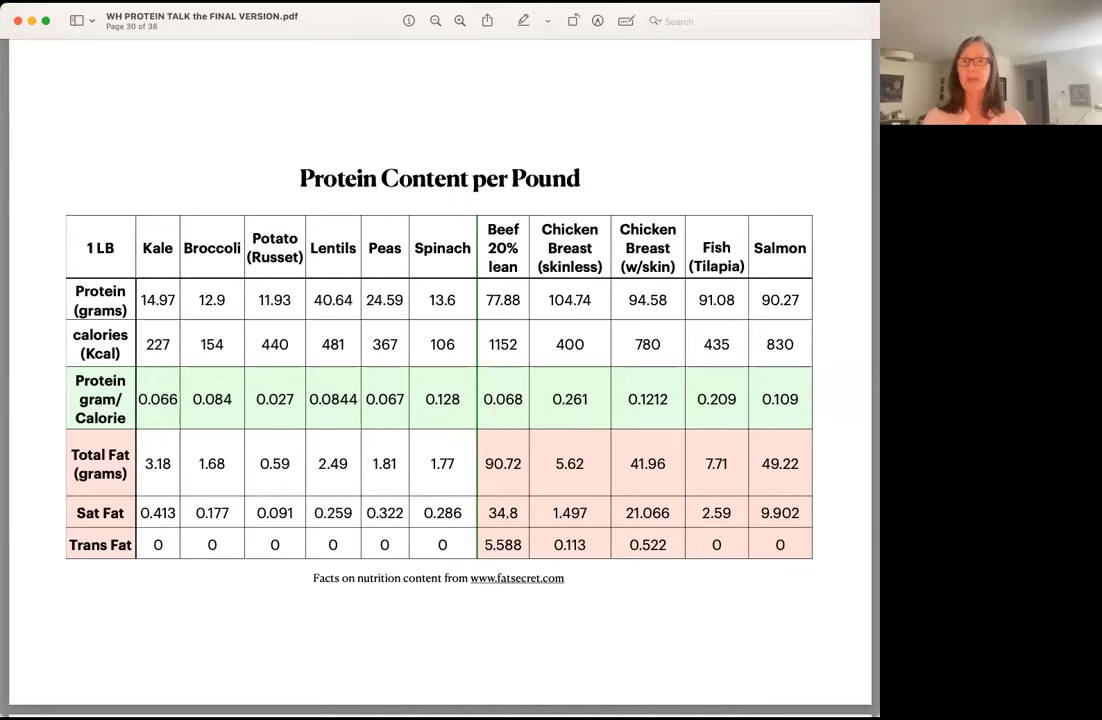 WH PROTEIN TALK the FINAL VERSION.pdf
Page 30 of 38
Search
Protein Content per Pound
1 LB Kale Broccoli Potato (Russet) Lentils Peas Spinach Beef 20% lean Chicken Breast (skinless) Chicken Breast (w/skin) Fish (Tilapia) Salmon
Protein (grams) 14.97 12.9 11.93 40.64 24.59 13.6 77.88 104.74 94.58 91.08 90.27
calories (Kcal) 227 154 440 481 367 106 1152 400 780 435 830
Protein gram/ Calorie 0.066 0.084 0.027 0.0844 0.067 0.128 0.068 0.261 0.1212 0.209 0.109
Total Fat (grams) 3.18 1.68 0.59 2.49 1.81 1.77 90.72 5.62 41.96 7.71 49.22
Sat Fat 0.413 0.177 0.091 0.259 0.322 0.286 34.8 1.497 21.066 2.59 9.902
Trans Fat 0 0 0 0 0 0 5.588 0.113 0.522 0 0
Facts on nutrition content from www.fatsecret.com